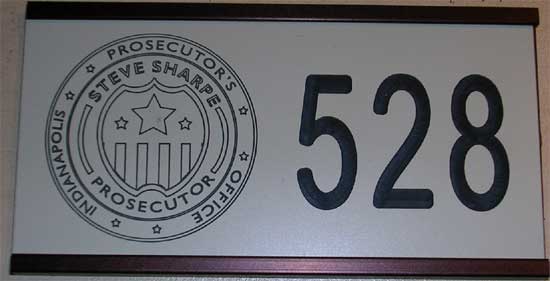 INDIANAPOLIS PROSECUTOR'S OFFICE
STEVE SHARPE
PROSECUTOR
528